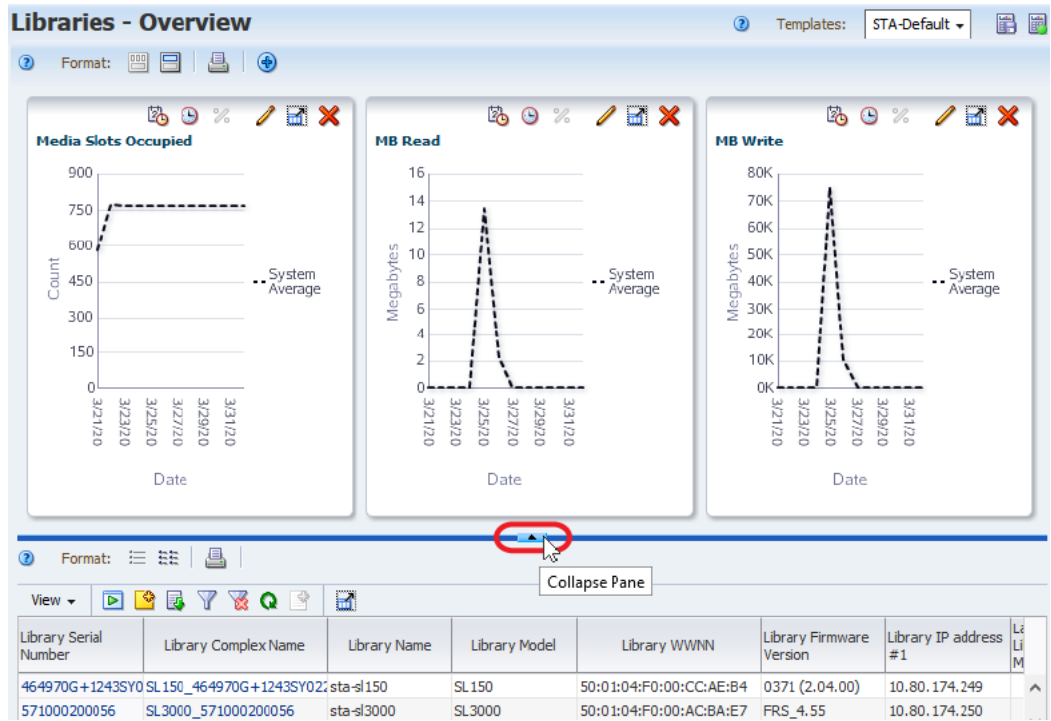 Libraries - Overview
Templates: STA-Default
Format:
Media Slots Occupied
900
750
600
450
300
150
0
Count
System
Average
3/21/20
3/23/20
3/25/20
3/27/20
3/29/20
3/31/20
Date
MB Read
16
14
12
10
8
6
4
2
0
Megabytes
System
Average
3/21/20
3/23/20
3/25/20
3/27/20
3/29/20
3/31/20
Date
MB Write
80K
70K
60K
50K
40K
30K
20K
10K
0K
Megabytes
System
Average
3/21/20
3/23/20
3/25/20
3/27/20
3/29/20
3/31/20
Date
Format:
Collapse Pane
View
Library Serial Number Library Complex Name Library Name Library Model Library WWNN Library Firmware Version Library IP address #1
464970G+1243SY0 SL150_464970G+1243SY022 sta-sl150 SL150 50:01:04:F0:00:CC:AE:B4 0371 (2.04.00) 10.80.174.249
571000200056 SL3000_571000200056 sta-sl3000 SL3000 50:01:04:F0:00:AC:BA:E7 FRS_4.55 10.80.174.250